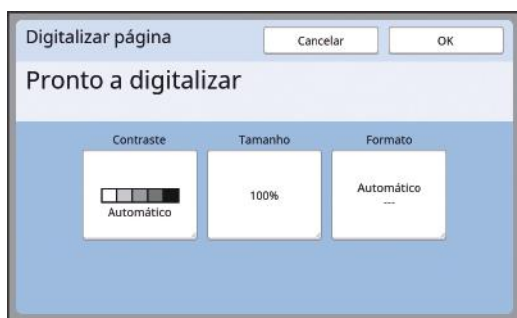 Digitalizar página Cancelar OK
Pronto a digitalizar
Contraste Tamanho Formato
Automático
100%
Automático
---